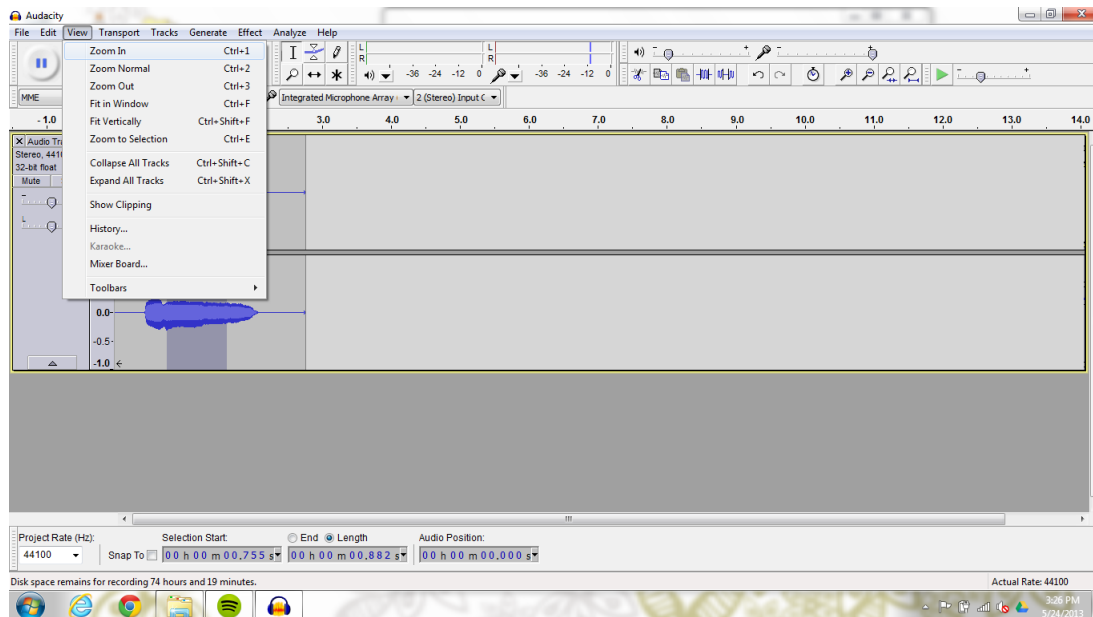 Audacity
File Edit View Transport Tracks Generate Effect Analyze Help
Zoom In Ctrl+1
Zoom Normal Ctrl+2
Zoom Out Ctrl+3
Fit in Window Ctrl+F
Fit Vertically Ctrl+Shift+F
Zoom to Selection Ctrl+E
Collapse All Tracks Ctrl+Shift+C
Expand All Tracks Ctrl+Shift+X
Show Clipping
History...
Karaoke...
Mixer Board...
Toolbars
L L
R R
-36 -24 -12 0 -36 -24 -12 0
MME Integrated Microphone Array 2 (Stereo) Input C
-1.0 3.0 4.0 5.0 6.0 7.0 8.0 9.0 10.0 11.0 12.0 13.0 14.0
Audio Tr
Stereo, 441
32-bit float
Mute
L
0.0
-0.5
-1.0
Project Rate (Hz): Selection Start: End Length Audio Position:
44100 Snap To 00 h 00 m 00.755 s 00 h 00 m 00.882 s 00 h 00 m 00.000 s
Disk space remains for recording 74 hours and 19 minutes. Actual Rate: 44100
3:26 PM
5/24/2013